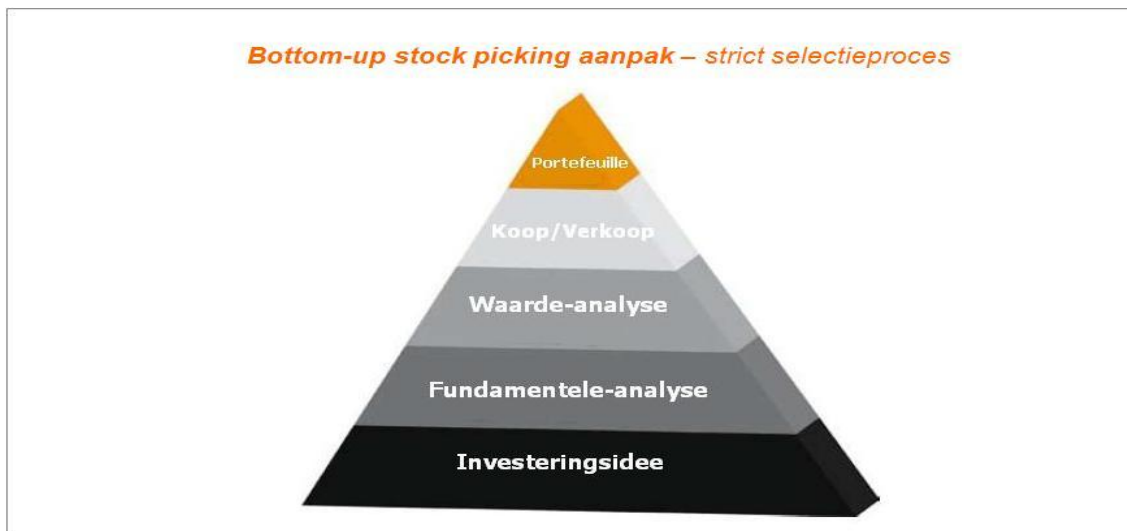 Bottom-up stock picking aanpak – strict selectieproces
Portefeuille
Koop/Verkoop
Waarde-analyse
Fundamentele-analyse
Investeringsidee